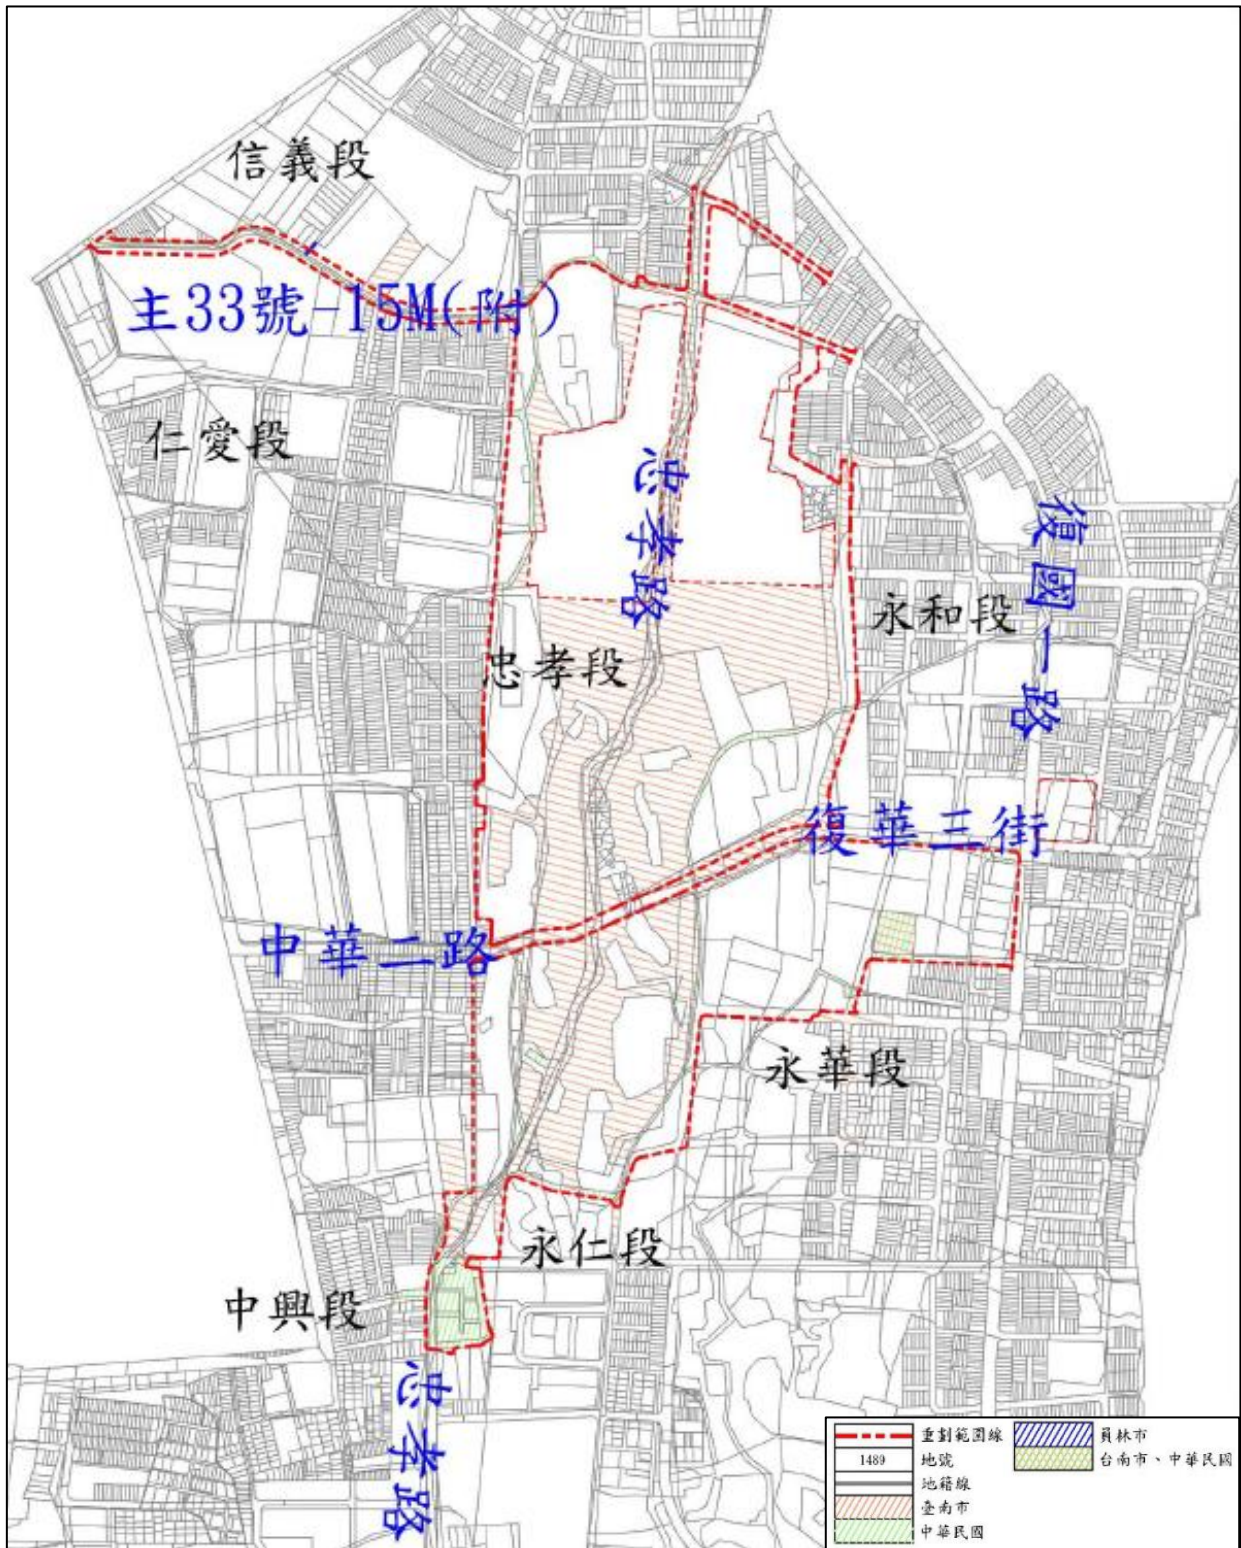 信義段
主33號-15M(附)
仁愛段
忠孝路
復國一路
永和段
忠孝段
復華三街
中華二路
永華段
永仁段
中興段
忠孝路
重劃範圍線
1489 地號
地籍線
臺南市
中華民國
員林市
台南市、中華民國